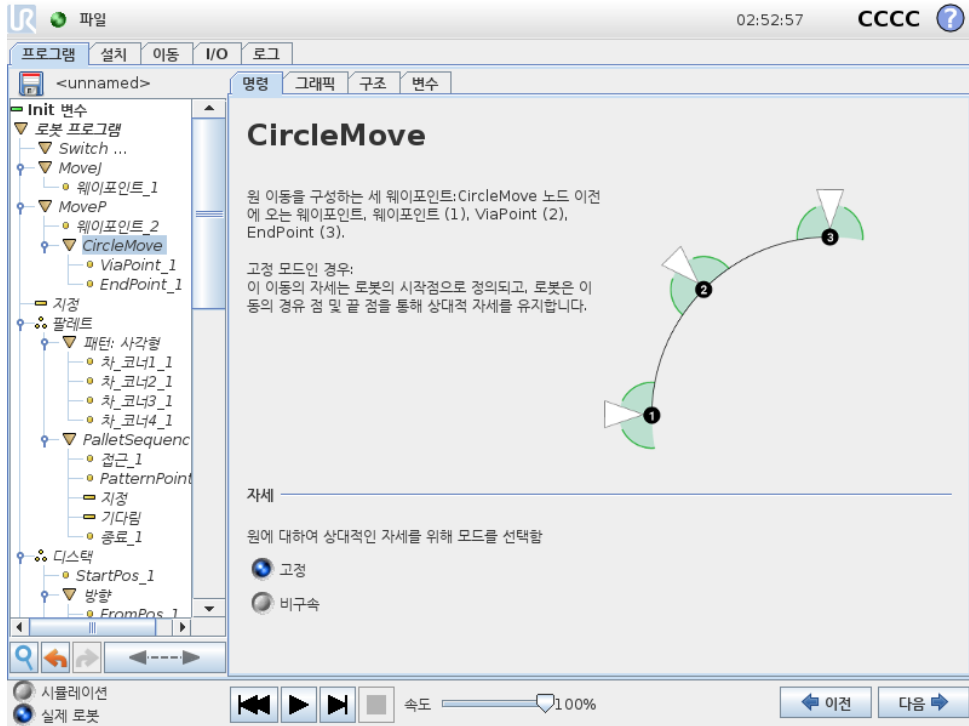 UR 파일 02:52:57 CCCC ?
프로그램 설치 이동 I/O 로그
<unnamed> 명령 그래픽 구조 변수
Init 변수
로봇 프로그램
Switch ...
MoveJ
웨이포인트_1
MoveP
웨이포인트_2
CircleMove
ViaPoint_1
EndPoint_1
지정
팔레트
패턴: 사각형
차_코너1_1
차_코너2_1
차_코너3_1
차_코너4_1
PalletSequenc
접근_1
PatternPoint
지정
기다림
종료_1
디스택
StartPos_1
방향
FromPos_1
CircleMove
원 이동을 구성하는 세 웨이포인트:CircleMove 노드 이전
에 오는 웨이포인트, 웨이포인트 (1), ViaPoint (2),
EndPoint (3).
고정 모드인 경우:
이 이동의 자세는 로봇의 시작점으로 정의되고, 로봇은 이
동의 경유 점 및 끝 점을 통해 상대적 자세를 유지합니다.
3
2
1
자세
원에 대하여 상대적인 자세를 위해 모드를 선택함
고정
비구속
시뮬레이션
실제 로봇
속도 100% 이전 다음